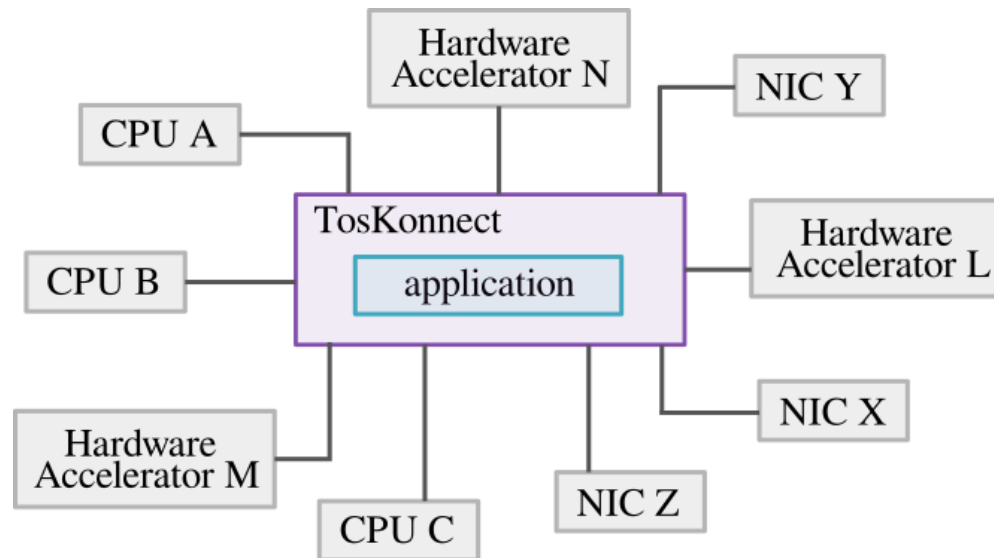 Hardware
Accelerator N
NIC Y
CPU A
TosKonnect
application
Hardware
Accelerator L
CPU B
NIC X
Hardware
Accelerator M
NIC Z
CPU C